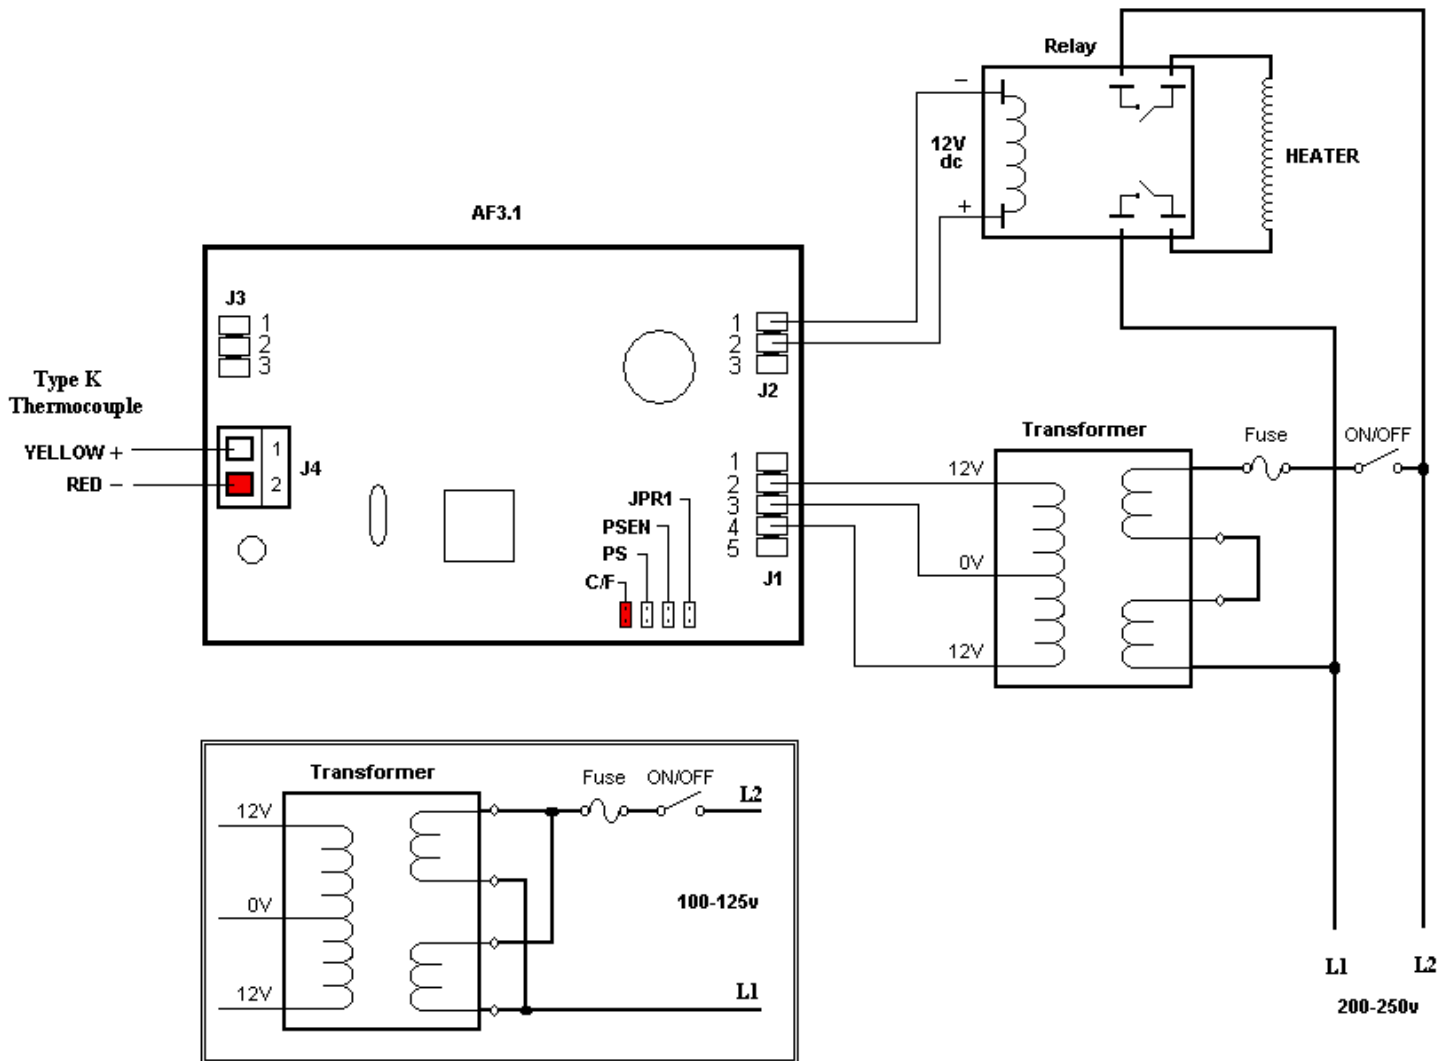 Relay
−
12V
dc
+
HEATER
AF3.1
J3
1
2
3
1
2
3
J2
Type K
Thermocouple
YELLOW +
RED −
1
2
J4
JPR1
PSEN
PS
C/F
1
2
3
4
5
J1
Transformer
12V
0V
12V
Fuse
ON/OFF
L1
L2
200-250v
Transformer
12V
0V
12V
Fuse
ON/OFF
L2
100-125v
L1